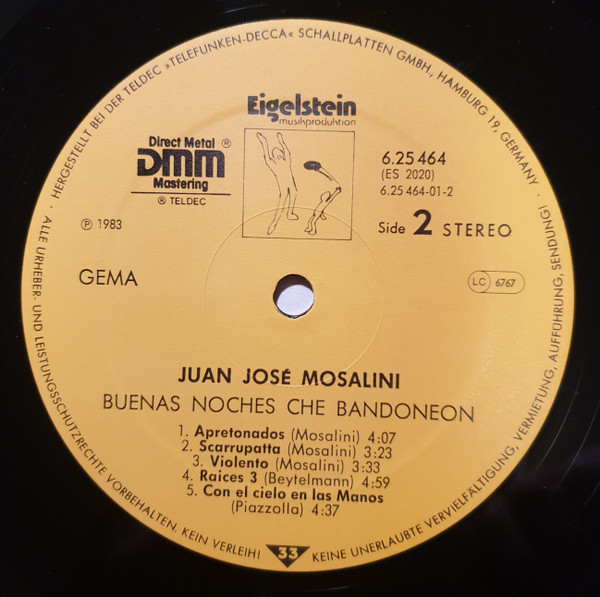 HERGESTELLT BEI DER TELDEC »TELEFUNKEN-DECCA« SCHALLPLATTEN GMBH., HAMBURG 19, GERMANY ·
Eigelstein
musikproduktion
Direct Metal ®
DMM
Mastering
® TELDEC
6.25 464
(ES 2020)
6.25 464-01-2
Side 2 STEREO
℗ 1983
GEMA
LC 6767
JUAN JOSÉ MOSALINI
BUENAS NOCHES CHE BANDONEON
1. Apretonados (Mosalini) 4:07
2. Scarrupatta (Mosalini) 3:23
3. Violento (Mosalini) 3:33
4. Raices 3 (Beytelmann) 4:59
5. Con el cielo en las Manos
(Piazzolla) 4:37
· ALLE URHEBER- UND LEISTUNGSSCHUTZRECHTE VORBEHALTEN. KEIN VERLEIH!
33
KEINE UNERLAUBTE VERVIELFÄLTIGUNG, VERMIETUNG, AUFFÜHRUNG, SENDUNG!